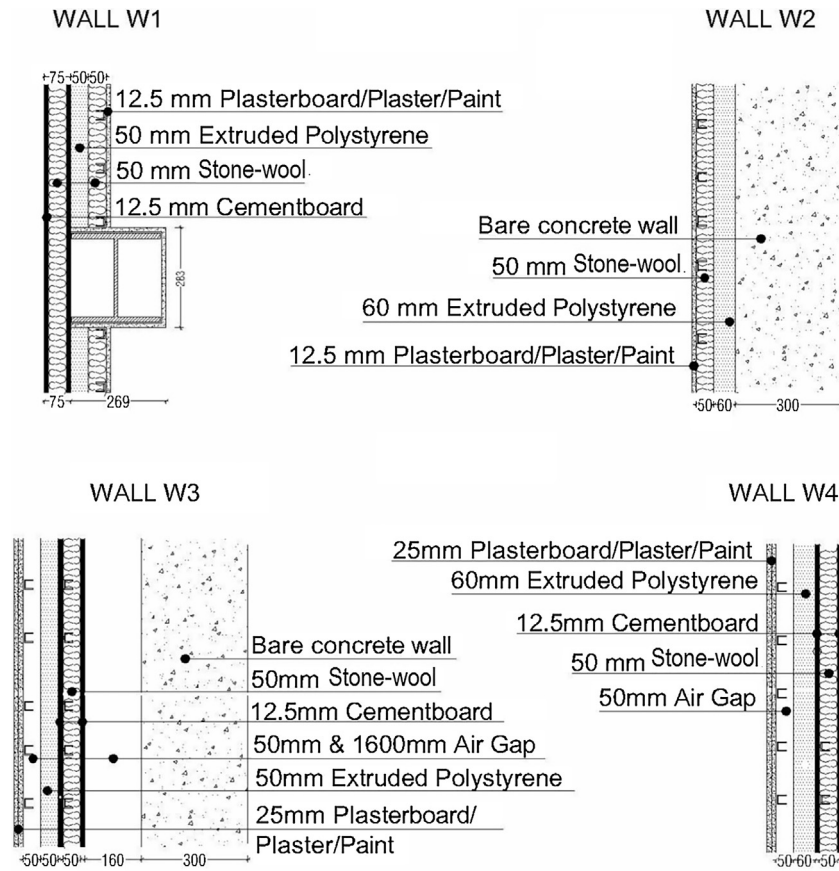 WALL W1
75 50 50
12.5 mm Plasterboard/Plaster/Paint
50 mm Extruded Polystyrene
50 mm Stone-wool
12.5 mm Cementboard
283
75 269
WALL W2
Bare concrete wall
50 mm Stone-wool
60 mm Extruded Polystyrene
12.5 mm Plasterboard/Plaster/Paint
50 60 300
WALL W3
Bare concrete wall
50mm Stone-wool
12.5mm Cementboard
50mm & 1600mm Air Gap
50mm Extruded Polystyrene
25mm Plasterboard/
Plaster/Paint
50 50 50 160 300
WALL W4
25mm Plasterboard/Plaster/Paint
60mm Extruded Polystyrene
12.5mm Cementboard
50 mm Stone-wool
50mm Air Gap
50 60 50